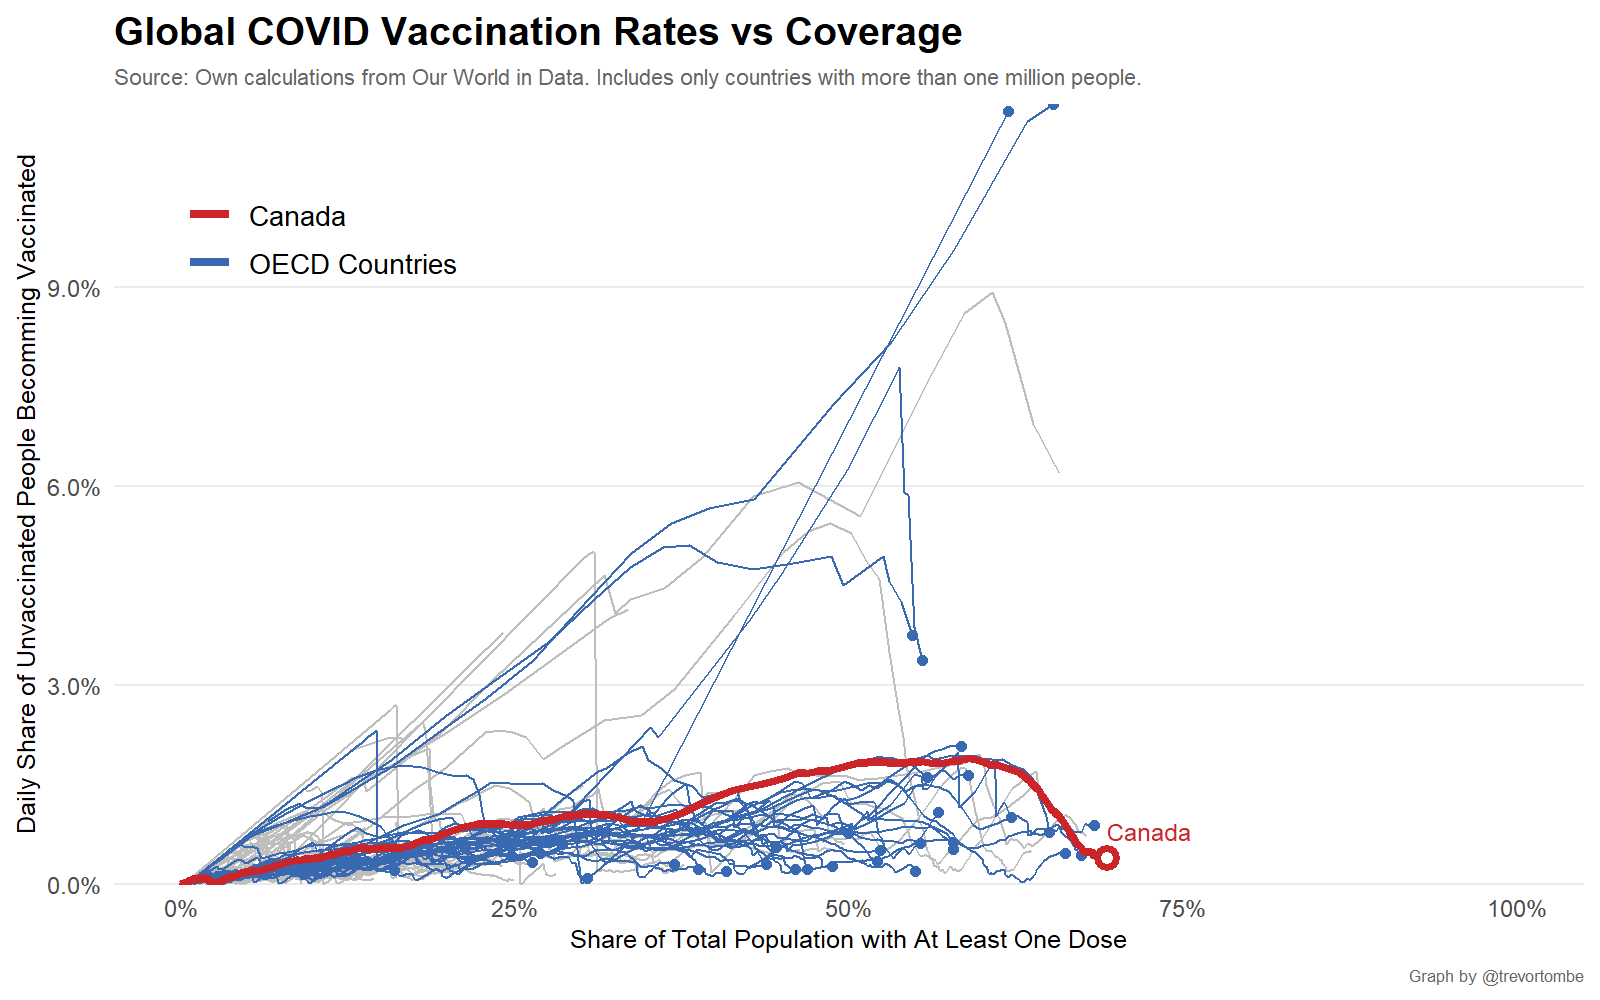 Global COVID Vaccination Rates vs Coverage
Source: Own calculations from Our World in Data. Includes only countries with more than one million people.
Daily Share of Unvaccinated People Becomming Vaccinated
Canada
OECD Countries
9.0%
6.0%
3.0%
0.0%
Canada
0%
25%
50%
75%
100%
Share of Total Population with At Least One Dose
Graph by @trevortombe